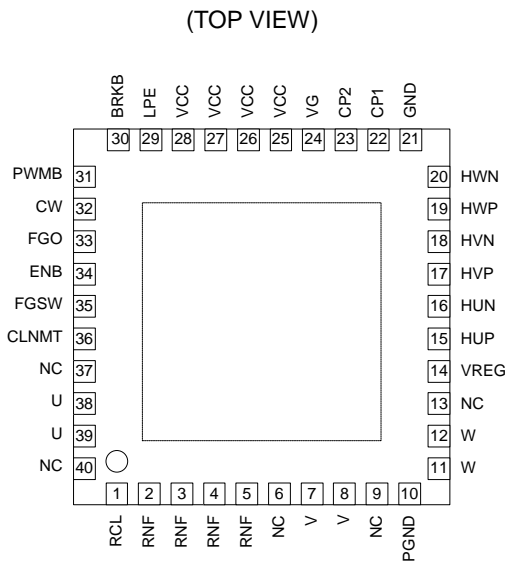 (TOP VIEW)
BRKB LPE VCC VCC VCC VCC VG CP2 CP1 GND
30 29 28 27 26 25 24 23 22 21
PWMB 31 20 HWN
CW 32 19 HWP
FGO 33 18 HVN
ENB 34 17 HVP
FGSW 35 16 HUN
CLNMT 36 15 HUP
NC 37 14 VREG
U 38 13 NC
U 39 12 W
NC 40 11 W
1 2 3 4 5 6 7 8 9 10
RCL RNF RNF RNF RNF NC V V NC PGND